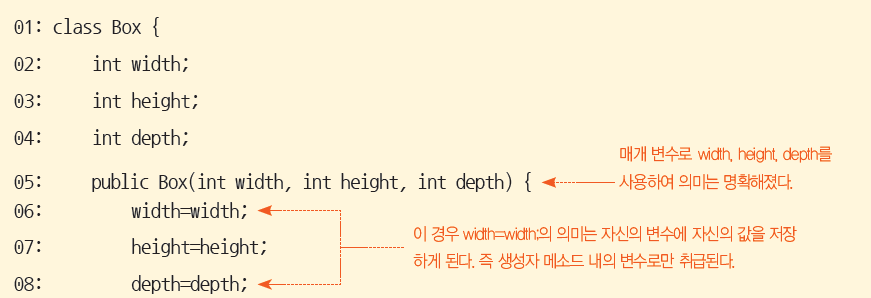 01: class Box {
02: int width;
03: int height;
04: int depth;
매개 변수로 width, height, depth를
사용하여 의미는 명확해졌다.
05: public Box(int width, int height, int depth) {
06: width=width;
이 경우 width=width;의 의미는 자신의 변수에 자신의 값을 저장
하게 된다. 즉 생성자 메소드 내의 변수로만 취급된다.
07: height=height;
08: depth=depth;